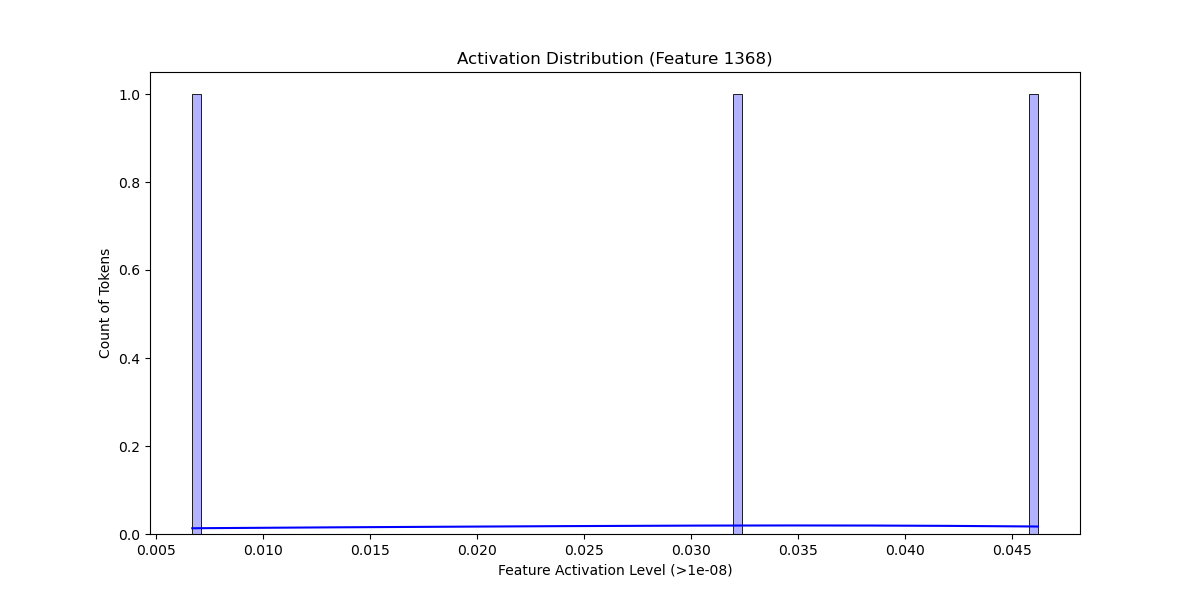 Activation Distribution (Feature 1368)
Count of Tokens
1.0
0.8
0.6
0.4
0.2
0.0
0.005 0.010 0.015 0.020 0.025 0.030 0.035 0.040 0.045
Feature Activation Level (>1e-08)